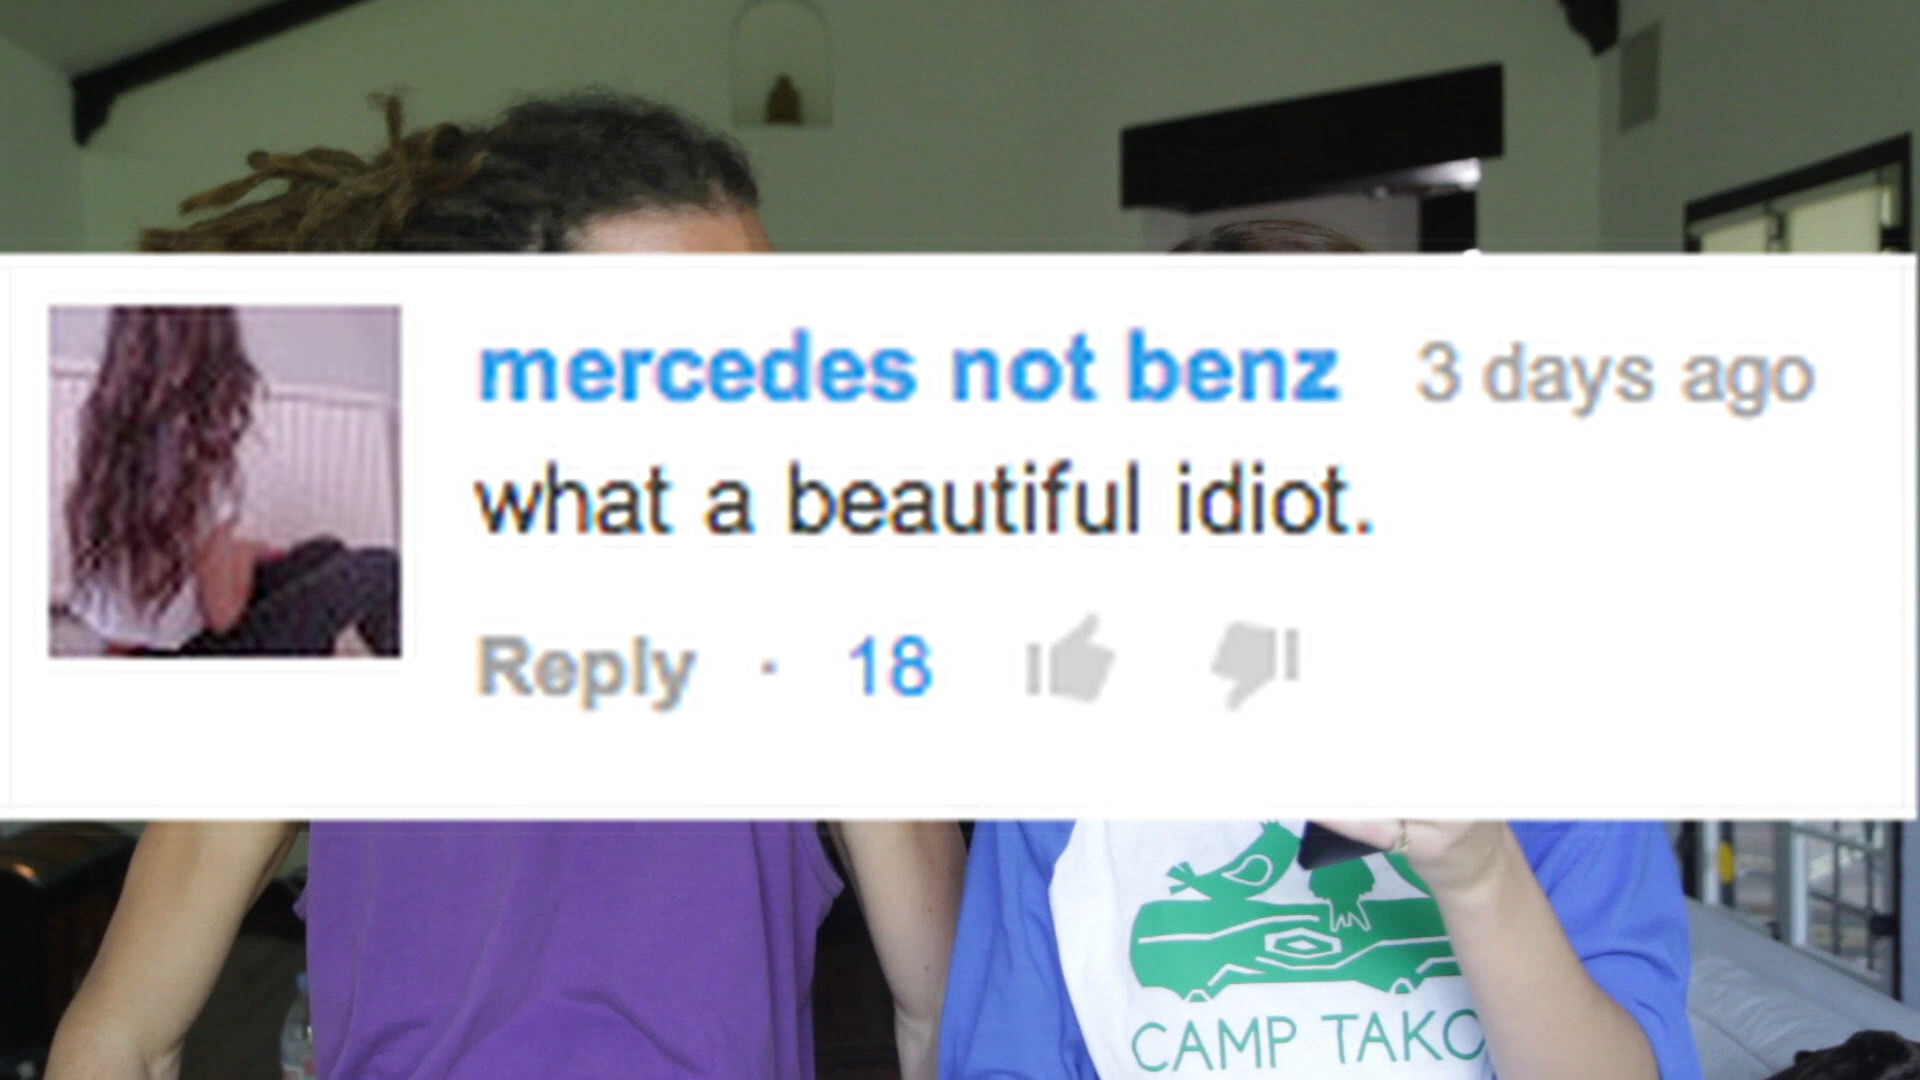 mercedes not benz 3 days ago
what a beautiful idiot.
Reply · 18
CAMP TAKO